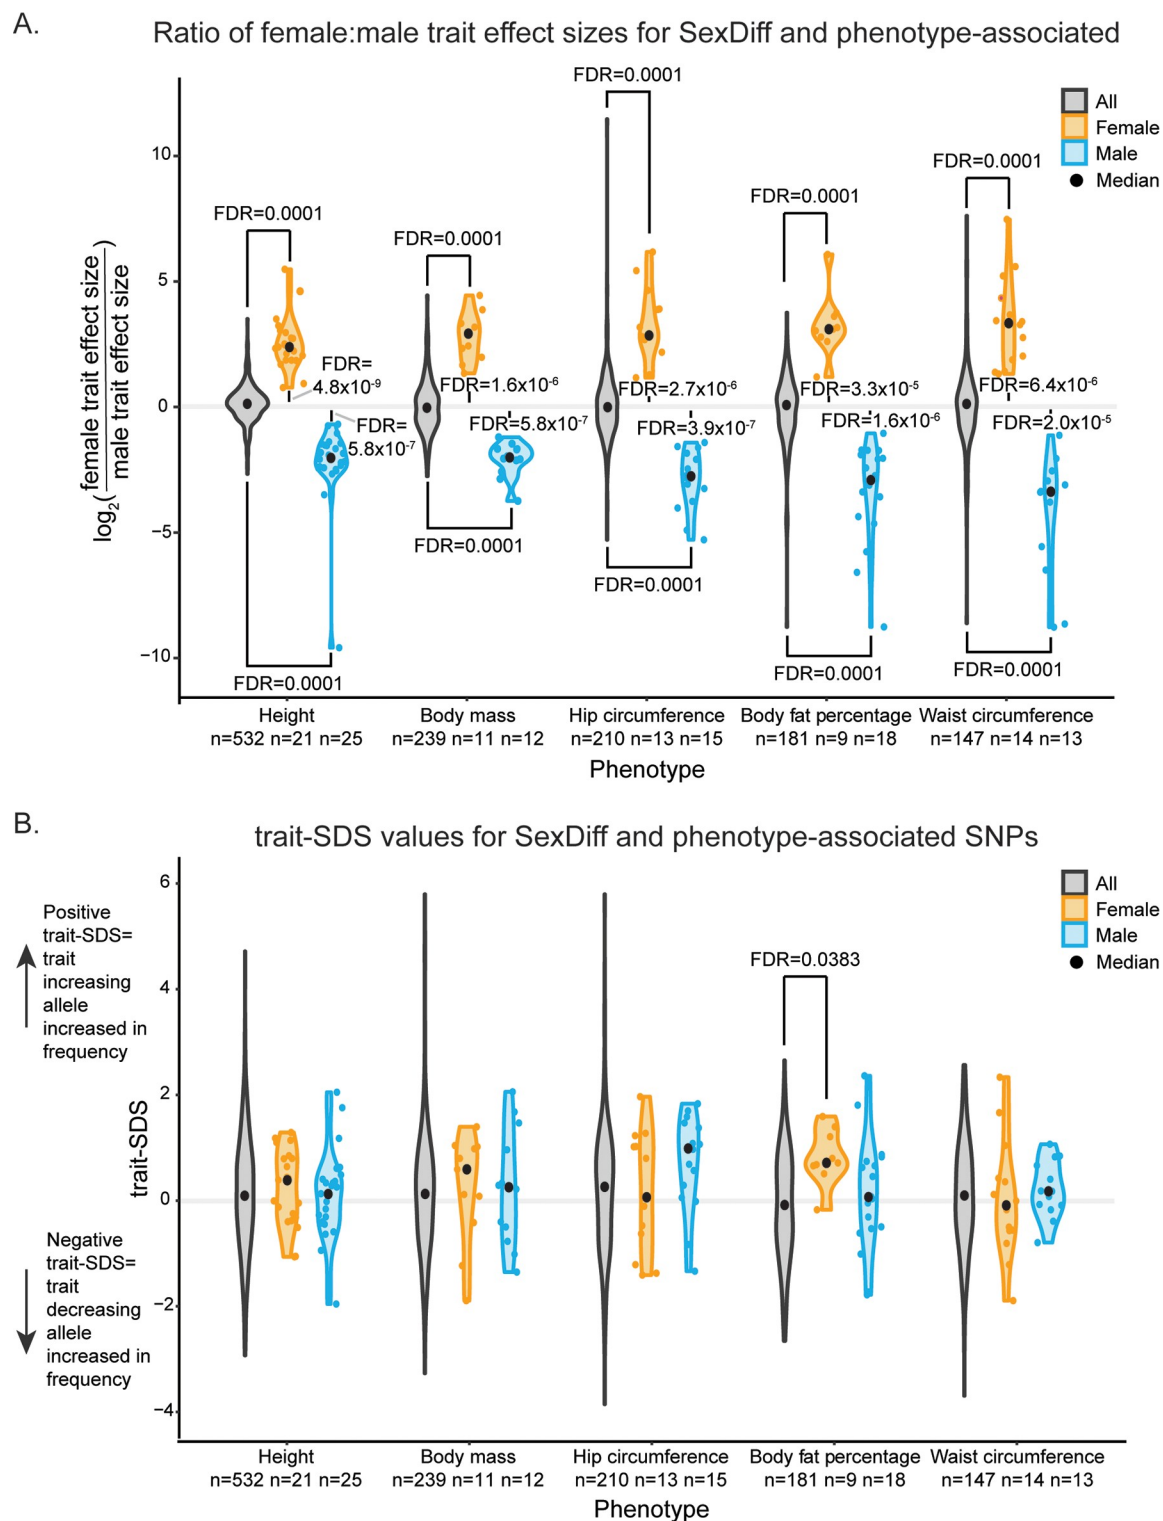 A.
Ratio of female:male trait effect sizes for SexDiff and phenotype-associated
FDR=0.0001
All
Female
Male
Median
10
FDR=0.0001
FDR=0.0001
FDR=0.0001
FDR=0.0001
5
log2(female trait effect size
male trait effect size)
FDR=
4.8x10-9
FDR=1.6x10-6
FDR=2.7x10-6
FDR=3.3x10-5
FDR=6.4x10-6
0
FDR=
5.8x10-7
FDR=5.8x10-7
FDR=3.9x10-7
FDR=1.6x10-6
FDR=2.0x10-5
−5
FDR=0.0001
FDR=0.0001
−10
FDR=0.0001
FDR=0.0001
FDR=0.0001
Height
Body mass
Hip circumference
Body fat percentage
Waist circumference
n=532 n=21 n=25
n=239 n=11 n=12
n=210 n=13 n=15
n=181 n=9 n=18
n=147 n=14 n=13
Phenotype
B.
trait-SDS values for SexDiff and phenotype-associated SNPs
6
All
Female
Male
Median
Positive
trait-SDS=
trait
increasing
allele
increased in
frequency
FDR=0.0383
4
2
trait-SDS
0
Negative
trait-SDS=
trait
decreasing
allele
increased in
frequency
−2
−4
Height
Body mass
Hip circumference
Body fat percentage
Waist circumference
n=532 n=21 n=25
n=239 n=11 n=12
n=210 n=13 n=15
n=181 n=9 n=18
n=147 n=14 n=13
Phenotype